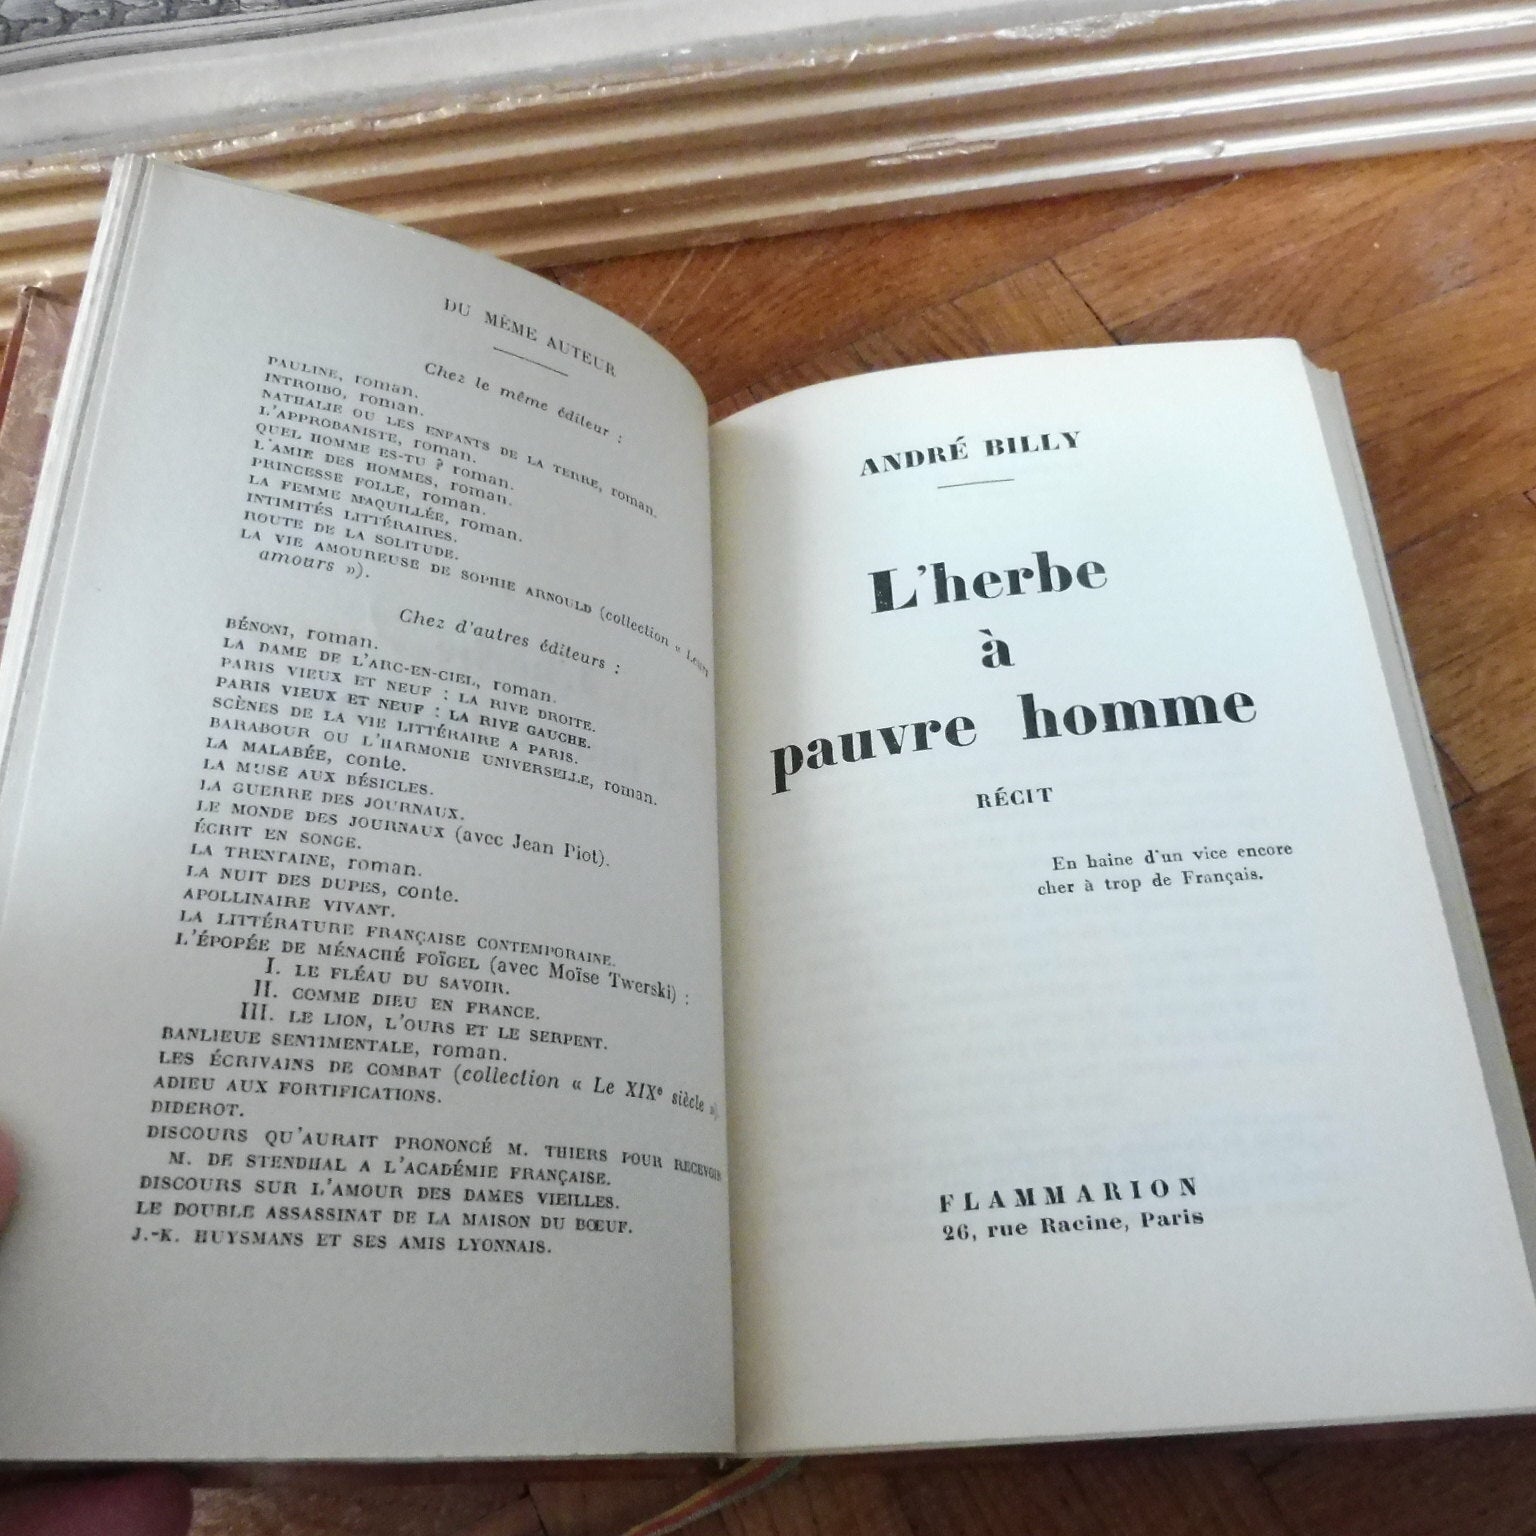 DU MÊME AUTEUR
Chez le même éditeur :
PAULINE, roman.
INTROIBO, roman.
NATHALIE OU LES ENFANTS DE LA TERRE, roman.
L'APPROBANISTE, roman.
QUEL HOMME ES-TU ? roman.
L'AMIE DES HOMMES, roman.
PRINCESSE FOLLE, roman.
LA FEMME MAQUILLÉE, roman.
INTIMITÉS LITTÉRAIRES.
ROUTE DE LA SOLITUDE.
LA VIE AMOUREUSE DE SOPHIE ARNOULD (collection « Leurs
amours »).
Chez d'autres éditeurs :
BÉNONI, roman.
LA DAME DE L'ARC-EN-CIEL, roman.
PARIS VIEUX ET NEUF : LA RIVE DROITE.
PARIS VIEUX ET NEUF : LA RIVE GAUCHE.
SCÈNES DE LA VIE LITTÉRAIRE A PARIS.
BARABOUR OU L'HARMONIE UNIVERSELLE, roman.
LA MALABÉE, conte.
LA MUSE AUX BÉSICLES.
LA GUERRE DES JOURNAUX.
LE MONDE DES JOURNAUX (avec Jean Piot).
ÉCRIT EN SONGE.
LA TRENTAINE, roman.
LA NUIT DES DUPES, conte.
APOLLINAIRE VIVANT.
LA LITTÉRATURE FRANÇAISE CONTEMPORAINE.
L'ÉPOPÉE DE MÉNACHÉ FOÏGEL (avec Moïse Twerski) :
I. LE FLÉAU DU SAVOIR.
II. COMME DIEU EN FRANCE.
III. LE LION, L'OURS ET LE SERPENT.
BANLIEUE SENTIMENTALE, roman.
LES ÉCRIVAINS DE COMBAT (collection « Le XIXe siècle »).
ADIEU AUX FORTIFICATIONS.
DIDEROT.
DISCOURS QU'AURAIT PRONONCÉ M. THIERS POUR RECEVOIR
M. DE STENDHAL A L'ACADÉMIE FRANÇAISE.
DISCOURS SUR L'AMOUR DES DAMES VIEILLES.
LE DOUBLE ASSASSINAT DE LA MAISON DU BŒUF.
J.-K. HUYSMANS ET SES AMIS LYONNAIS.
ANDRÉ BILLY
L'herbe
à
pauvre homme
RÉCIT
En haine d'un vice encore
cher à trop de Français.
FLAMMARION
26, rue Racine, Paris